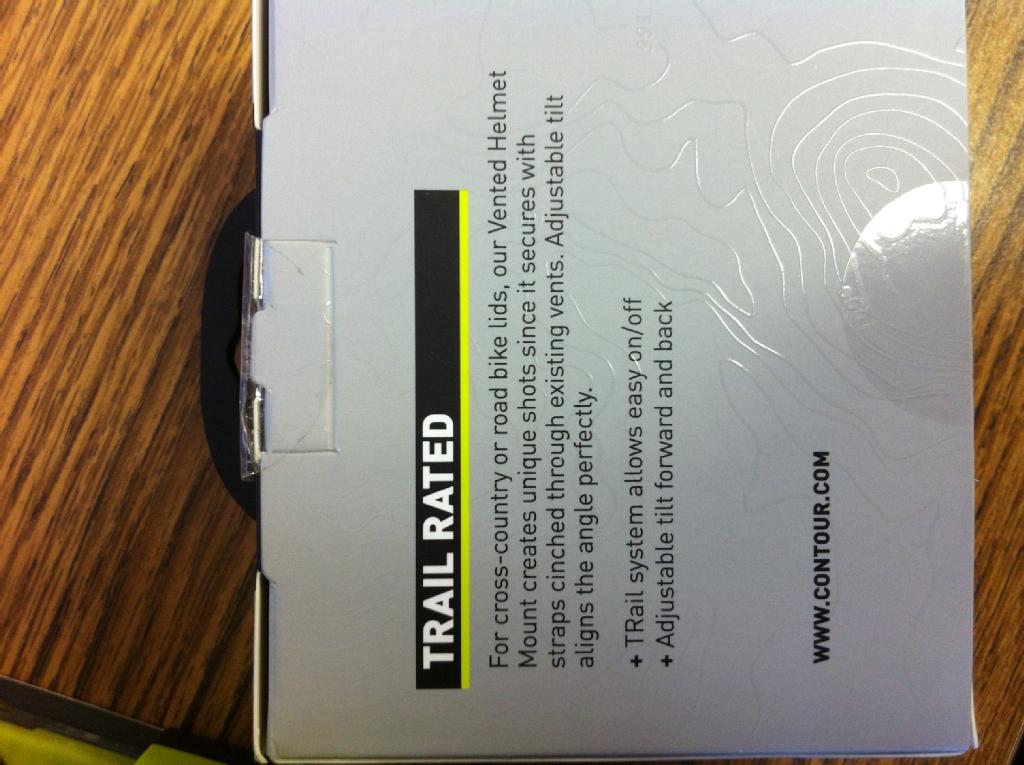 TRAIL RATED
For cross-country or road bike lids, our Vented Helmet
Mount creates unique shots since it secures with
straps cinched through existing vents. Adjustable tilt
aligns the angle perfectly.
+ TRail system allows easy on/off
+ Adjustable tilt forward and back
WWW.CONTOUR.COM